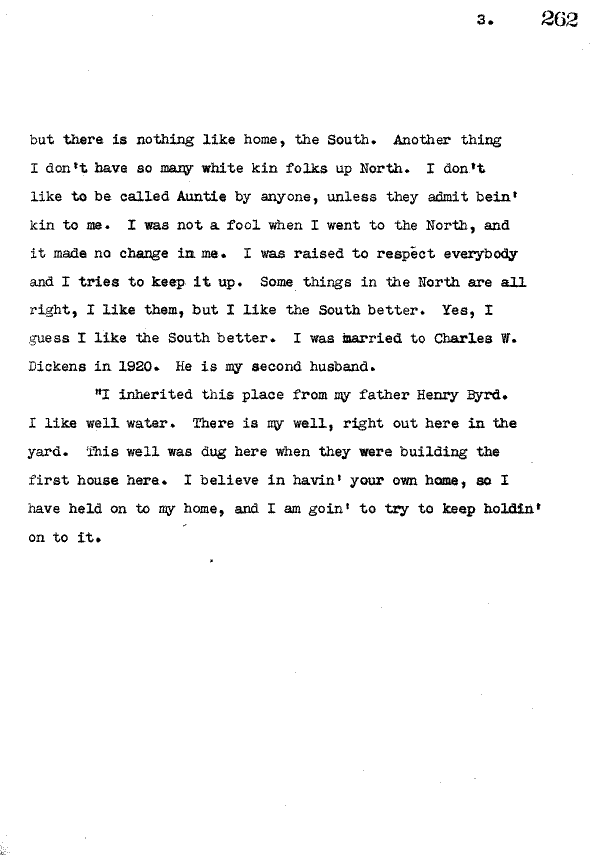 3. 262
but there is nothing like home, the South. Another thing
I don't have so many white kin folks up North. I don't
like to be called Auntie by anyone, unless they admit bein'
kin to me. I was not a fool when I went to the North, and
it made no change in me. I was raised to respect everybody
and I tries to keep it up. Some things in the North are all
right, I like them, but I like the South better. Yes, I
guess I like the South better. I was married to Charles W.
Dickens in 1920. He is my second husband.
"I inherited this place from my father Henry Byrd.
I like well water. There is my well, right out here in the
yard. This well was dug here when they were building the
first house here. I believe in havin' your own home, so I
have held on to my home, and I am goin' to try to keep holdin'
on to it.